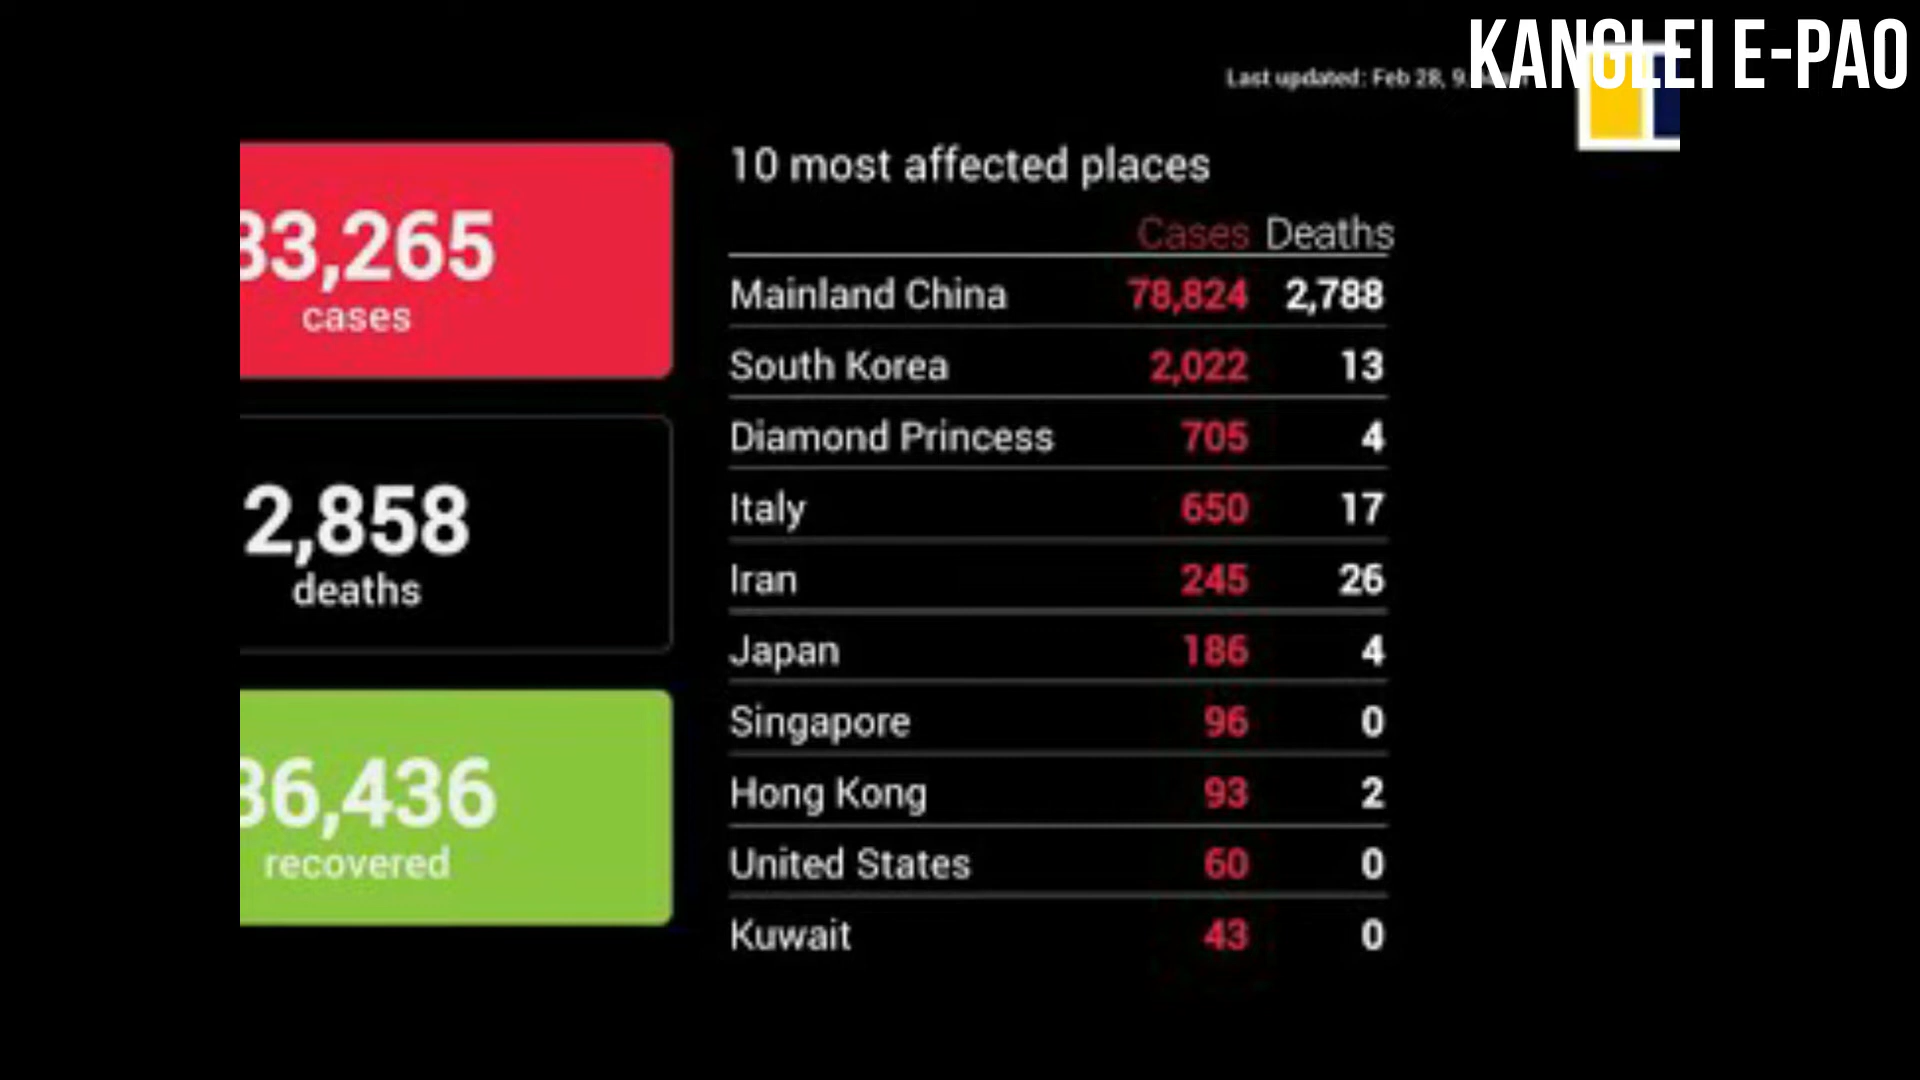 KANGLEI E-PAO
Last updated: Feb 28,
10 most affected places
Cases Deaths
Mainland China 78,824 2,788
South Korea 2,022 13
Diamond Princess 705 4
Italy 650 17
Iran 245 26
Japan 186 4
Singapore 96 0
Hong Kong 93 2
United States 60 0
Kuwait 43 0
83,265
cases
2,858
deaths
36,436
recovered